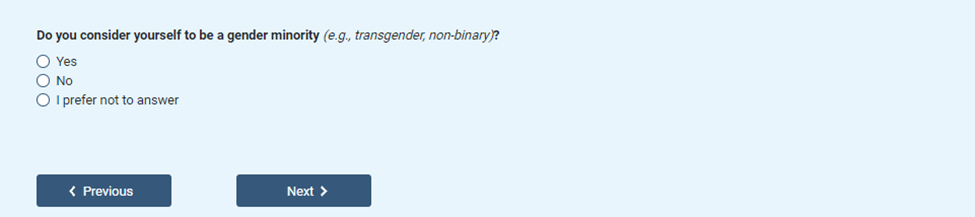 Do you consider yourself to be a gender minority (e.g., transgender, non-binary)?
Yes
No
I prefer not to answer
Previous
Next